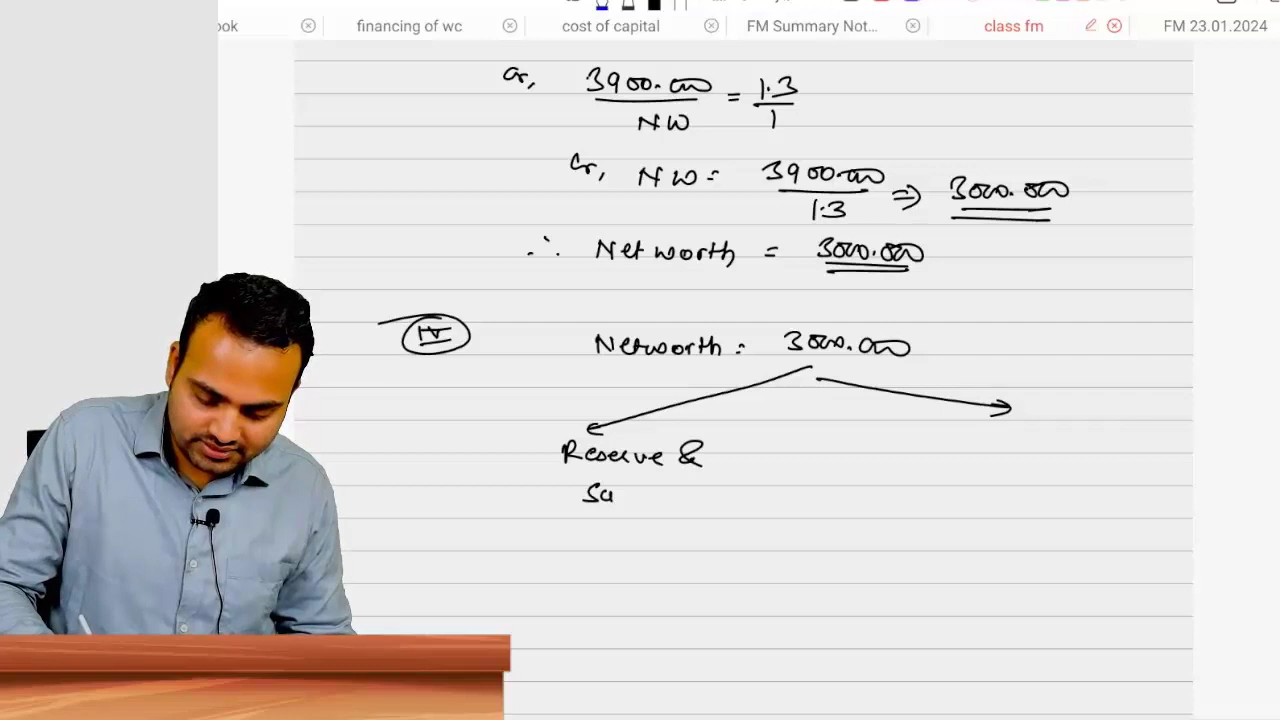 ook financing of wc cost of capital FM Summary Not... class fm FM 23.01.2024
or, 3900.000 / NW = 1.3 / 1
or, NW = 3900.000 / 1.3 ⇒ 3000.000
∴ Networth = 3000.000
IV Networth = 3000.000
Reserve &
Su